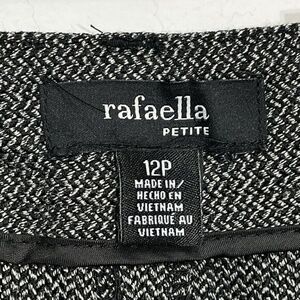 rafaella
PETITE
12P
MADE IN/
HECHO EN
VIETNAM
FABRIQUÉ AU
VIETNAM